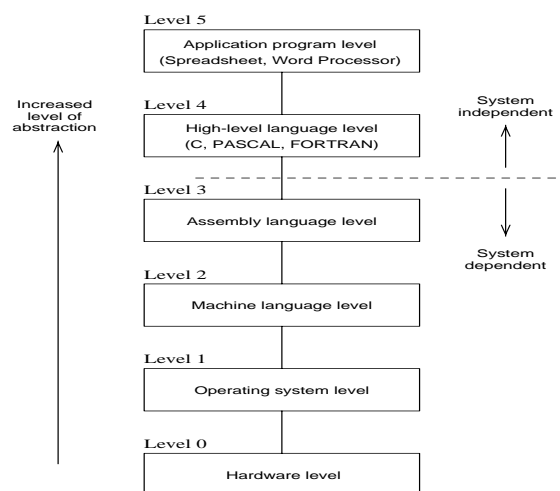 Level 5
Application program level
(Spreadsheet, Word Processor)
Increased
level of
abstraction
Level 4
High-level language level
(C, PASCAL, FORTRAN)
System
independent
Level 3
Assembly language level
System
dependent
Level 2
Machine language level
Level 1
Operating system level
Level 0
Hardware level